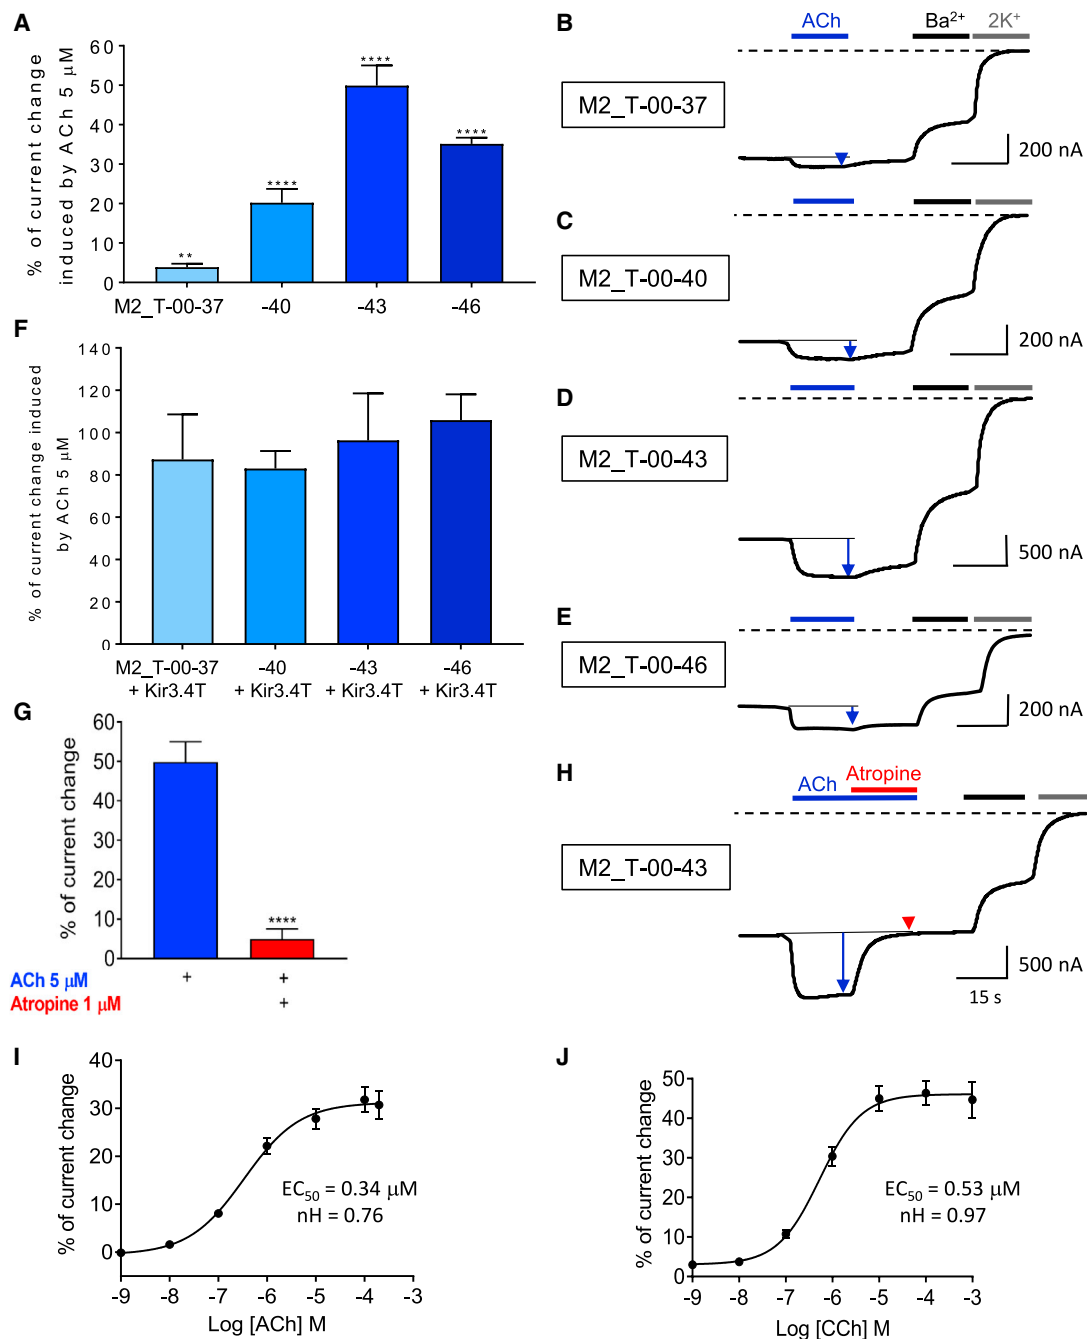 A
% of current change
induced by ACh 5 μM
60
50
40
30
20
10
0
**
****
****
****
M2_T-00-37
-40
-43
-46
B
ACh
Ba²⁺
2K⁺
M2_T-00-37
200 nA
C
M2_T-00-40
200 nA
D
M2_T-00-43
500 nA
E
M2_T-00-46
200 nA
F
% of current change induced
by ACh 5 μM
140
120
100
80
60
40
20
0
M2_T-00-37 -40 -43 -46
+ Kir3.4T + Kir3.4T + Kir3.4T + Kir3.4T
G
% of current change
60
50
40
30
20
10
0
****
ACh 5 μM + +
Atropine 1 μM +
H
ACh
Atropine
M2_T-00-43
500 nA
15 s
I
% of current change
40
30
20
10
0
EC₅₀ = 0.34 μM
nH = 0.76
-9 -8 -7 -6 -5 -4 -3
Log [ACh] M
J
% of current change
50
40
30
20
10
0
EC₅₀ = 0.53 μM
nH = 0.97
-9 -8 -7 -6 -5 -4 -3
Log [CCh] M